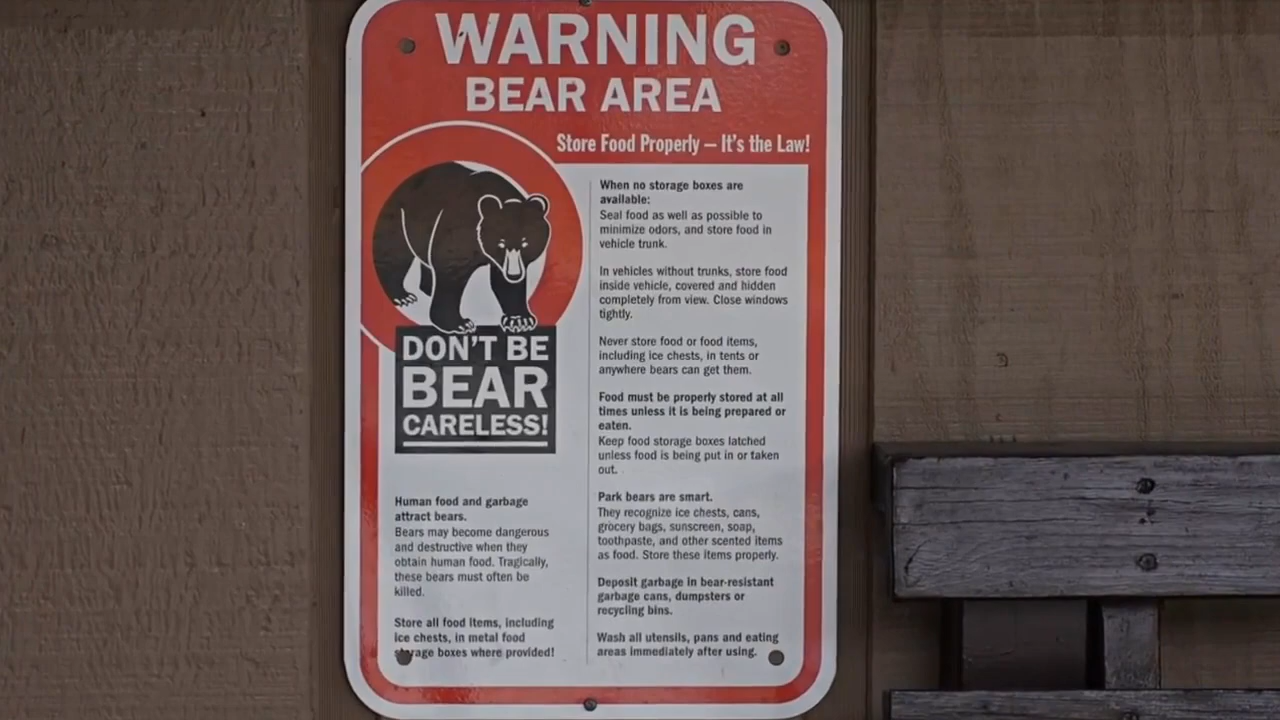 WARNING
BEAR AREA
Store Food Properly — It's the Law!
DON'T BE
BEAR
CARELESS!
Human food and garbage
attract bears.
Bears may become dangerous
and destructive when they
obtain human food. Tragically,
these bears must often be
killed.
Store all food items, including
ice chests, in metal food
storage boxes where provided!
When no storage boxes are
available:
Seal food as well as possible to
minimize odors, and store food in
vehicle trunk.
In vehicles without trunks, store food
inside vehicle, covered and hidden
completely from view. Close windows
tightly.
Never store food or food items,
including ice chests, in tents or
anywhere bears can get them.
Food must be properly stored at all
times unless it is being prepared or
eaten.
Keep food storage boxes latched
unless food is being put in or taken
out.
Park bears are smart.
They recognize ice chests, cans,
grocery bags, sunscreen, soap,
toothpaste, and other scented items
as food. Store these items properly.
Deposit garbage in bear-resistant
garbage cans, dumpsters or
recycling bins.
Wash all utensils, pans and eating
areas immediately after using.